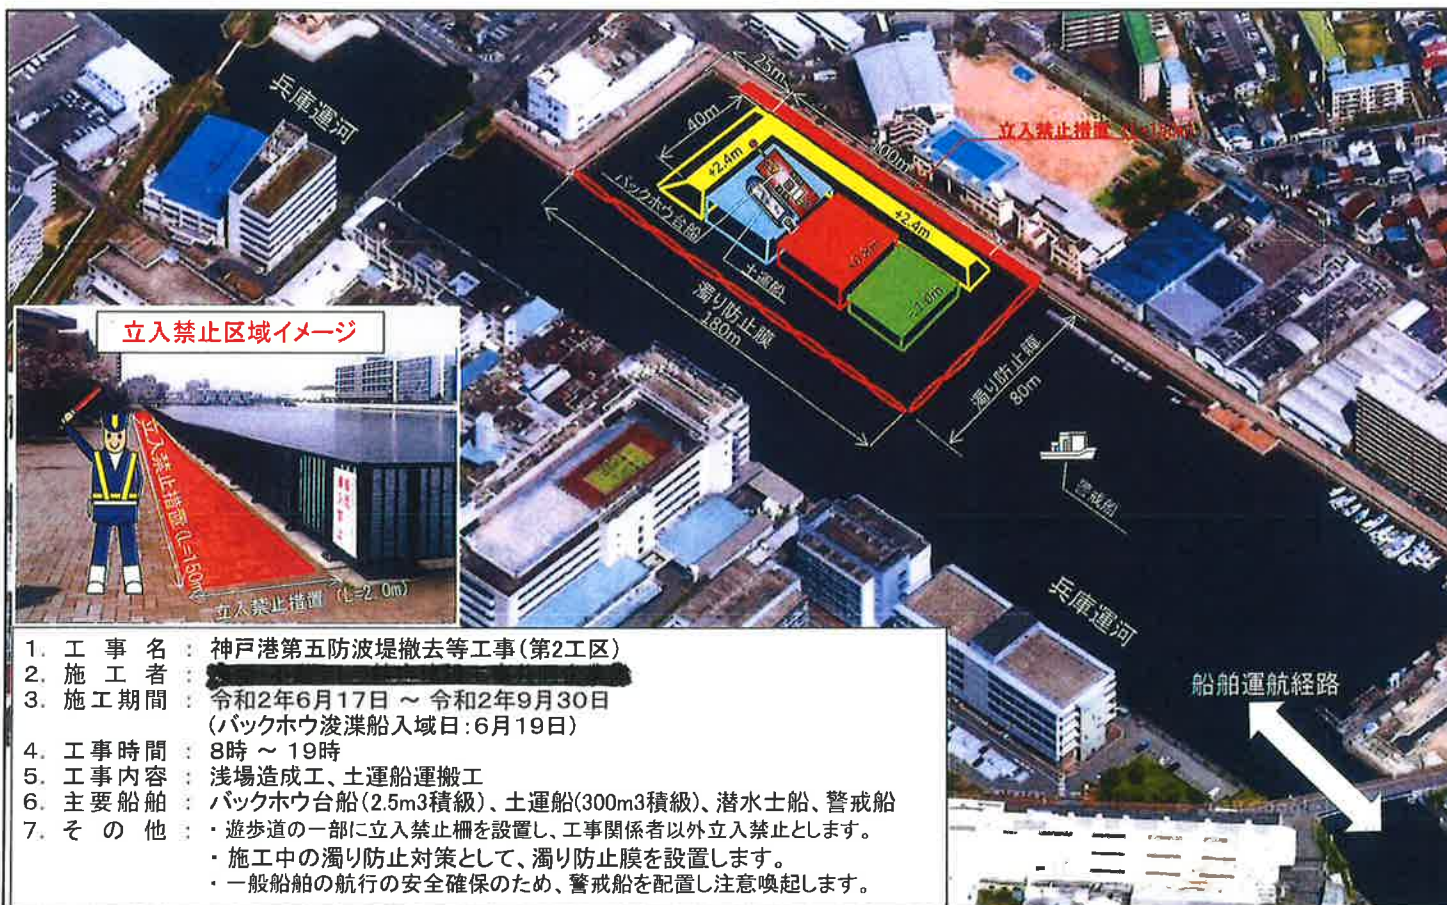 兵庫運河
25m
40m
立入禁止措置
+2.4m
+2.4m
バックホウ台船
土運船
濁り防止膜
180m
濁り防止膜
80m
警戒船
兵庫運河
船舶運航経路
立入禁止区域イメージ
立入禁止措置(L=150m)
立入禁止措置 (L=2.0m)
1. 工事名 : 神戸港第五防波堤撤去等工事(第2工区)
2. 施工者 :
3. 施工期間 : 令和2年6月17日 ~ 令和2年9月30日
(バックホウ浚渫船入域日:6月19日)
4. 工事時間 : 8時 ~ 19時
5. 工事内容 : 浅場造成工、土運船運搬工
6. 主要船舶 : バックホウ台船(2.5m3積級)、土運船(300m3積級)、潜水士船、警戒船
7. その他 : ・遊歩道の一部に立入禁止柵を設置し、工事関係者以外立入禁止とします。
・施工中の濁り防止対策として、濁り防止膜を設置します。
・一般船舶の航行の安全確保のため、警戒船を配置し注意喚起します。